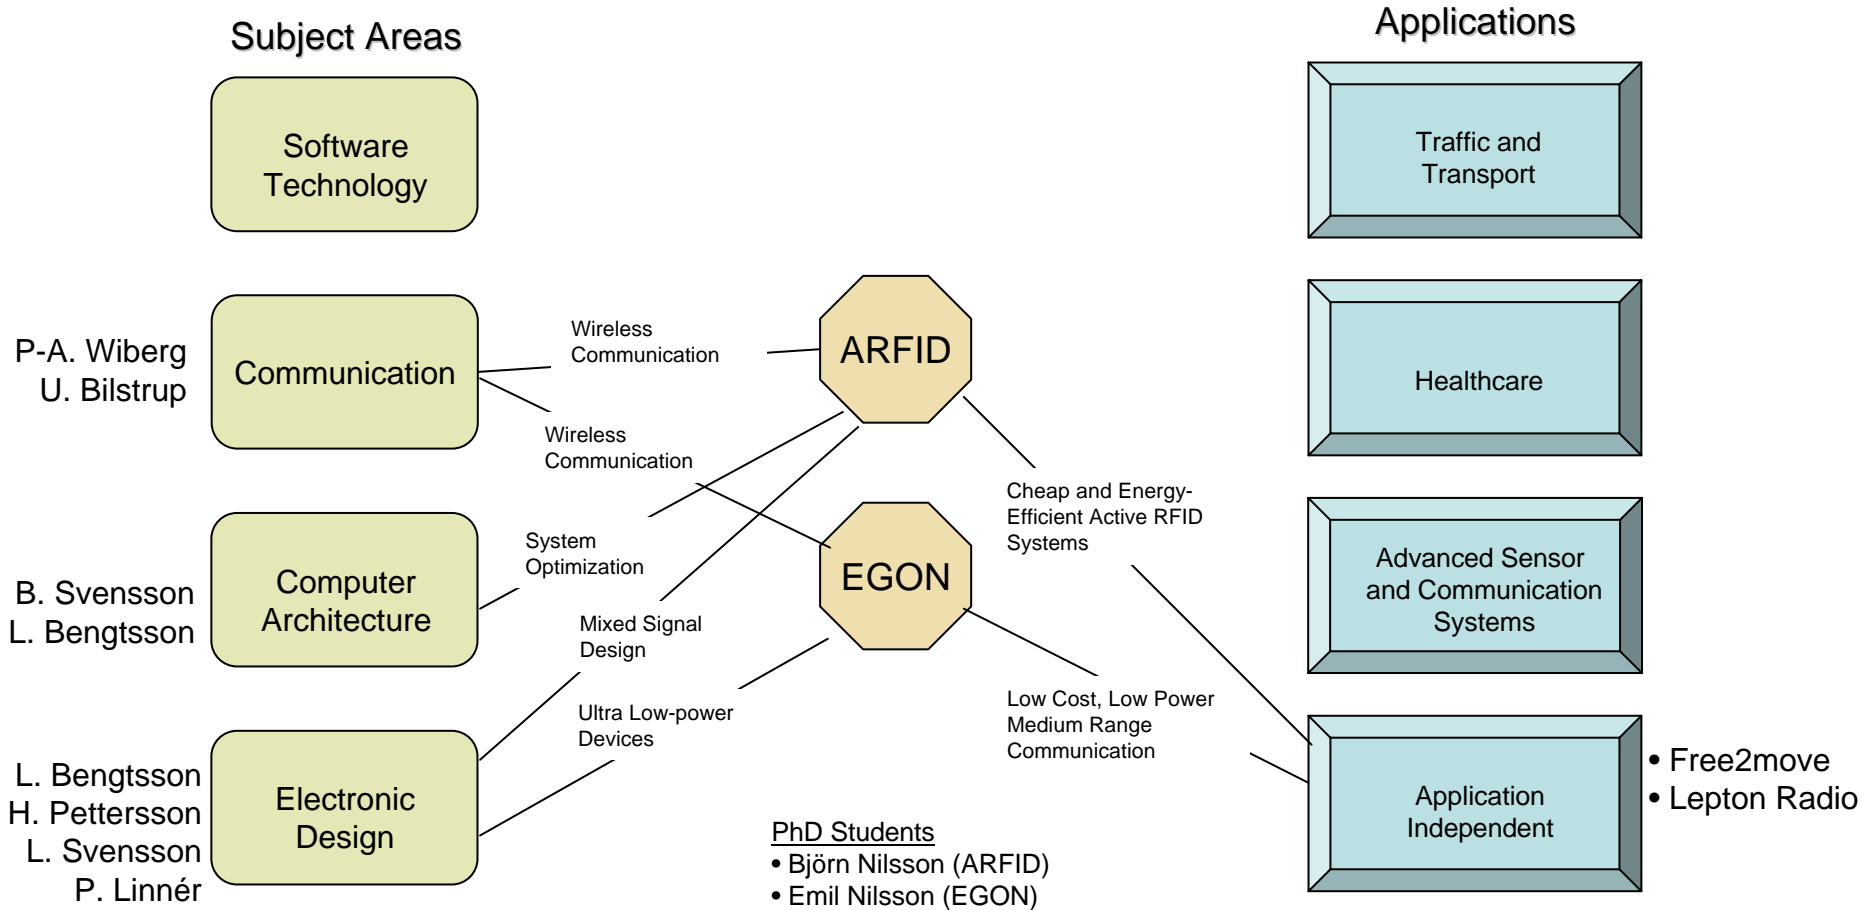 Subject Areas
Applications
Software
Technology
Traffic and
Transport
P-A. Wiberg
U. Bilstrup
Communication
Wireless
Communication
ARFID
Healthcare
Wireless
Communication
B. Svensson
L. Bengtsson
Computer
Architecture
System
Optimization
EGON
Cheap and Energy-
Efficient Active RFID
Systems
Advanced Sensor
and Communication
Systems
Mixed Signal
Design
L. Bengtsson
H. Pettersson
L. Svensson
P. Linnér
Electronic
Design
Ultra Low-power
Devices
Low Cost, Low Power
Medium Range
Communication
Application
Independent
• Free2move
• Lepton Radio
PhD Students
• Björn Nilsson (ARFID)
• Emil Nilsson (EGON)